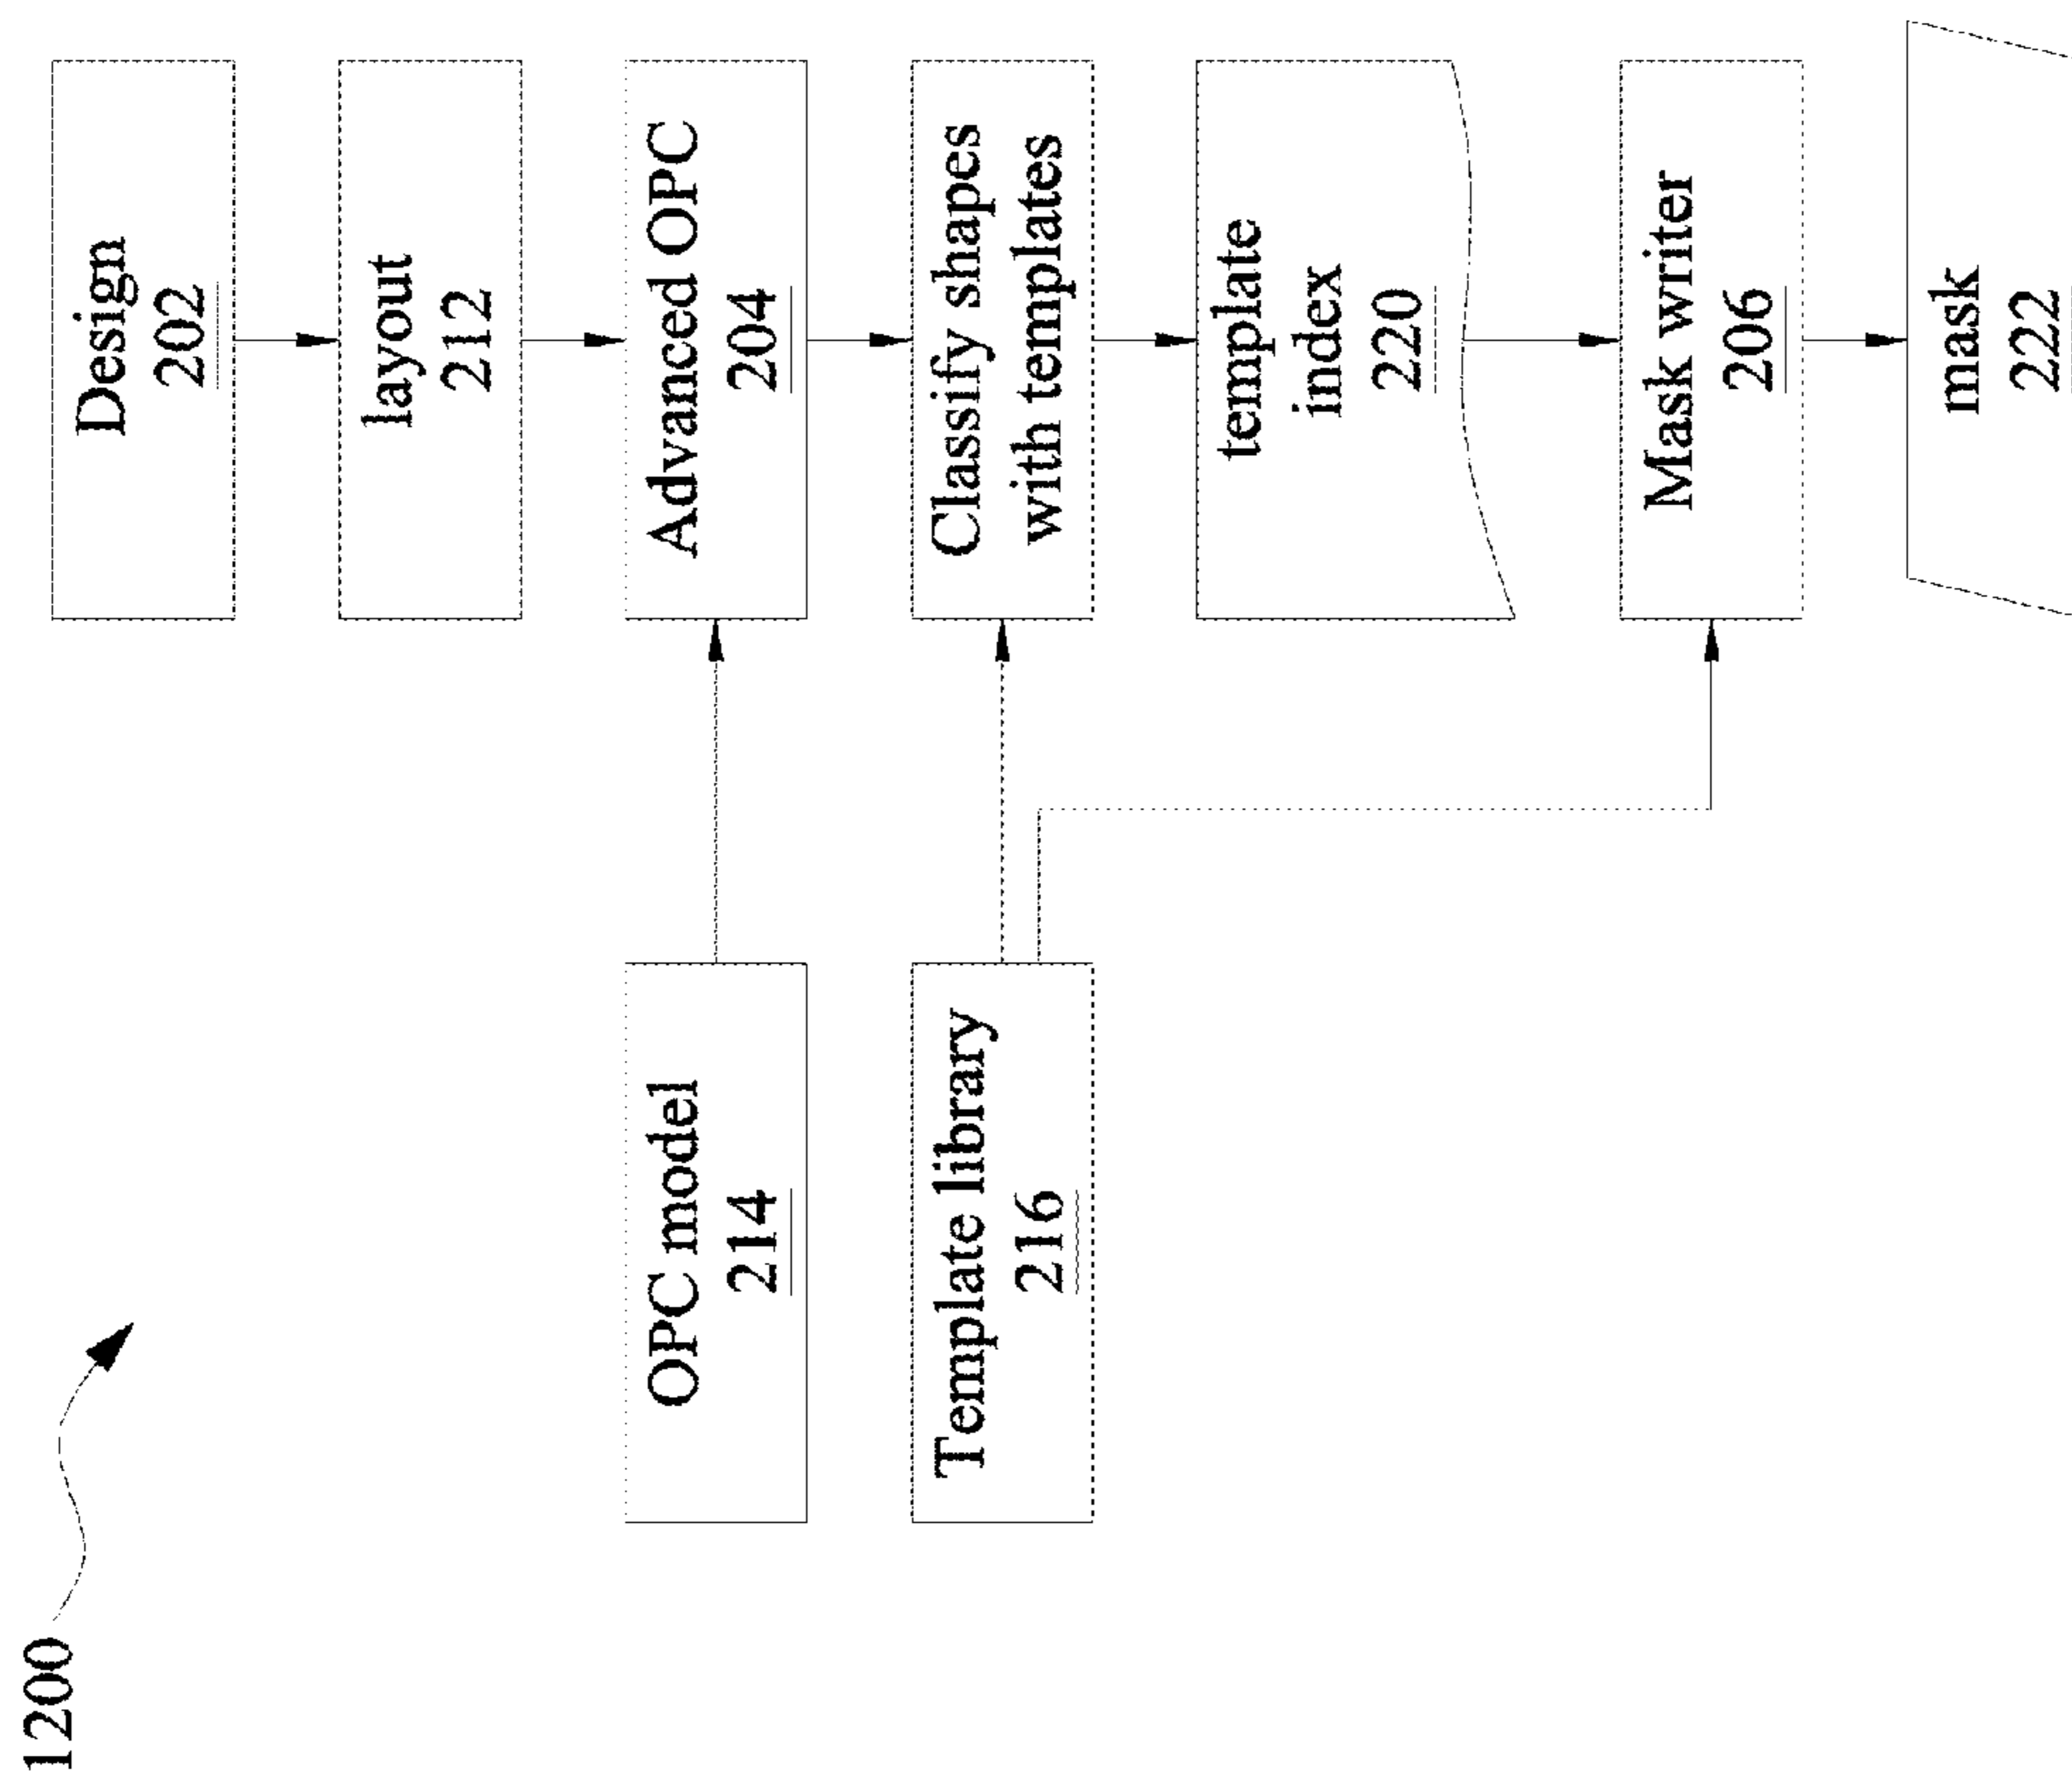 1200
Design
202
layout
212
OPC model
214
Advanced OPC
204
Template library
216
Classify shapes
with templates
template
index
220
Mask writer
206
mask
222